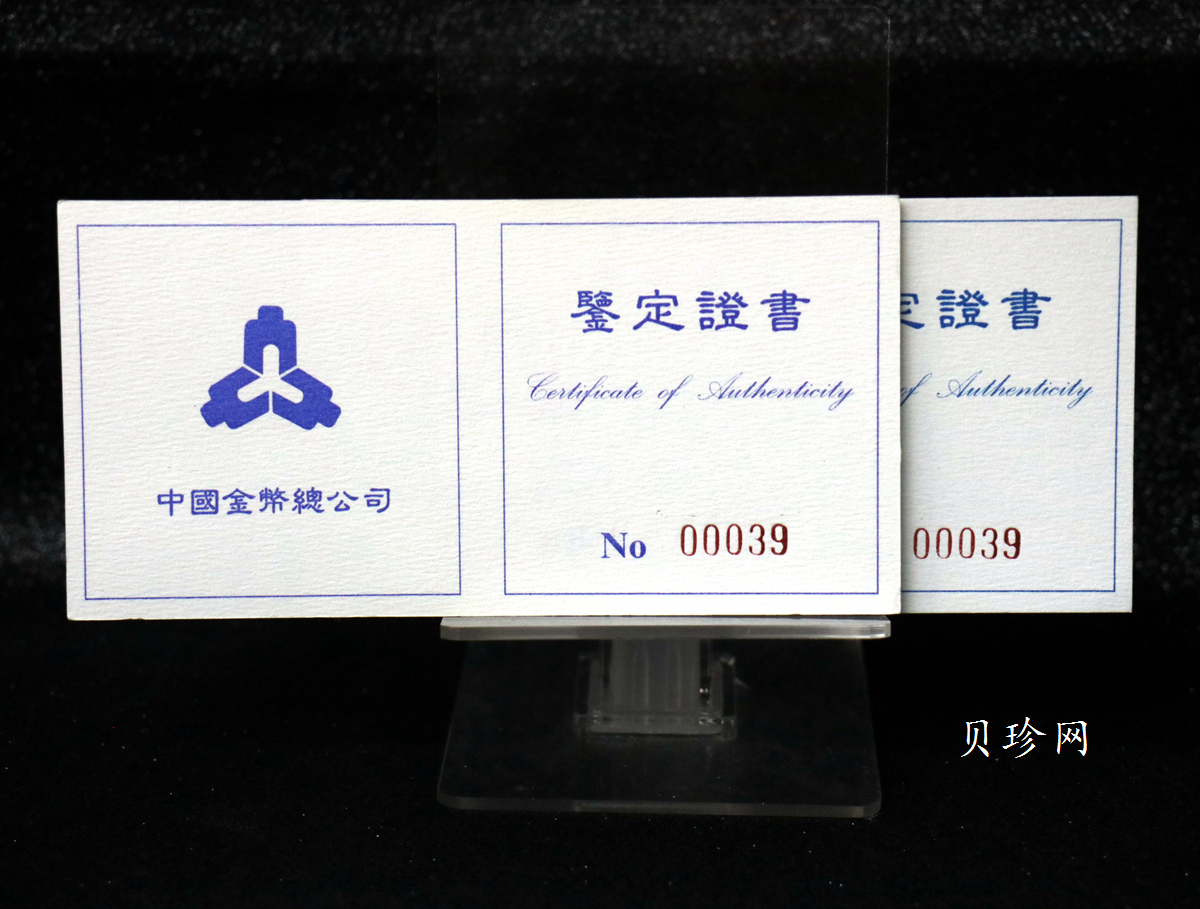 中國金幣總公司
鑒定證書
Certificate of Authenticity
No 00039
定證書
of Authenticity
00039
贝珍网